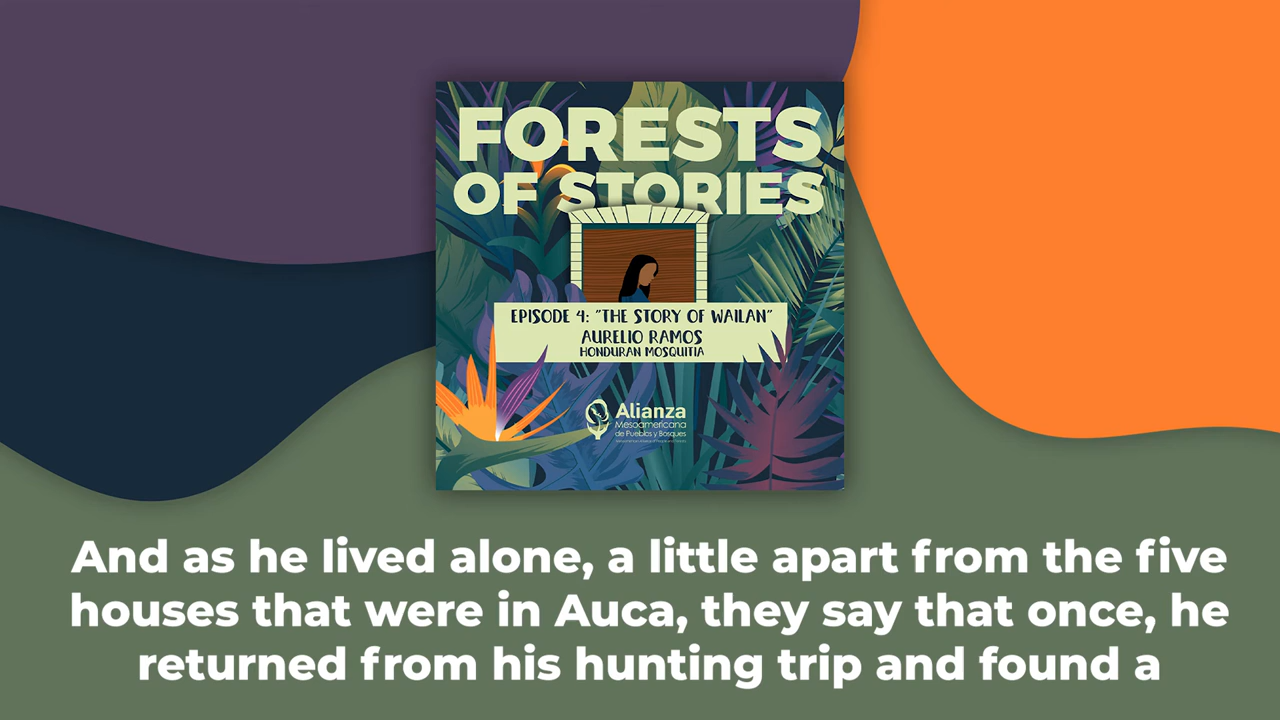 FORESTS
OF STORIES
EPISODE 4: "THE STORY OF WAILAN"
AURELIO RAMOS
HONDURAN MOSQUITIA
Alianza
Mesoamericana
de Pueblos y Bosques
And as he lived alone, a little apart from the five
houses that were in Auca, they say that once, he
returned from his hunting trip and found a